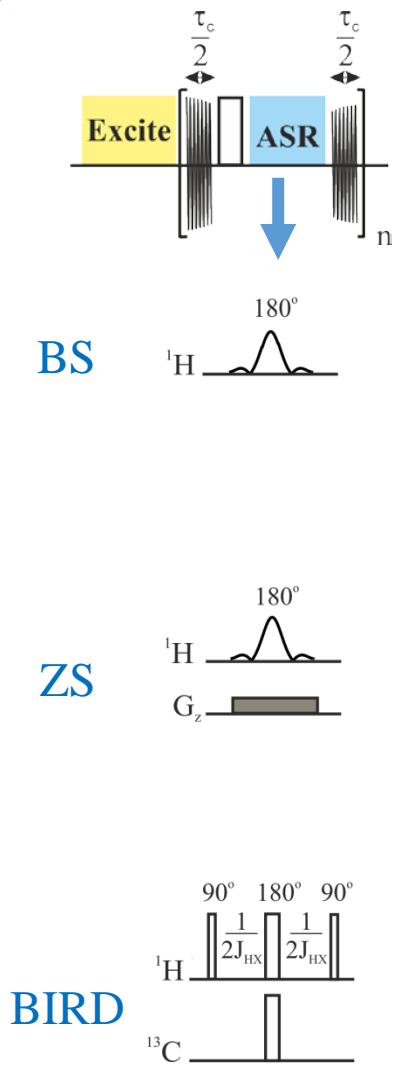 τc/2 τc/2
Excite ASR
n
BS
180°
¹H
ZS
180°
¹H
Gz
BIRD
90° 180° 90°
1/2JHX 1/2JHX
¹H
¹³C